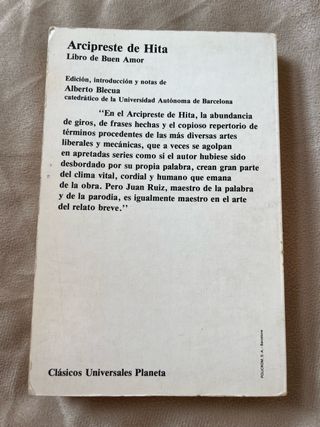 Arcipreste de Hita
Libro de Buen Amor
Edición, introducción y notas de
Alberto Blecua
catedrático de la Universidad Autónoma de Barcelona
"En el Arcipreste de Hita, la abundancia
de giros, de frases hechas y el copioso repertorio de
términos procedentes de las más diversas artes
liberales y mecánicas, que a veces se agolpan
en apretadas series como si el autor hubiese sido
desbordado por su propia palabra, crean gran parte
del clima vital, cordial y humano que emana
de la obra. Pero Juan Ruiz, maestro de la palabra
y de la parodia, es igualmente maestro en el arte
del relato breve."
Clásicos Universales Planeta
POLICROM, S. A. - Barcelona